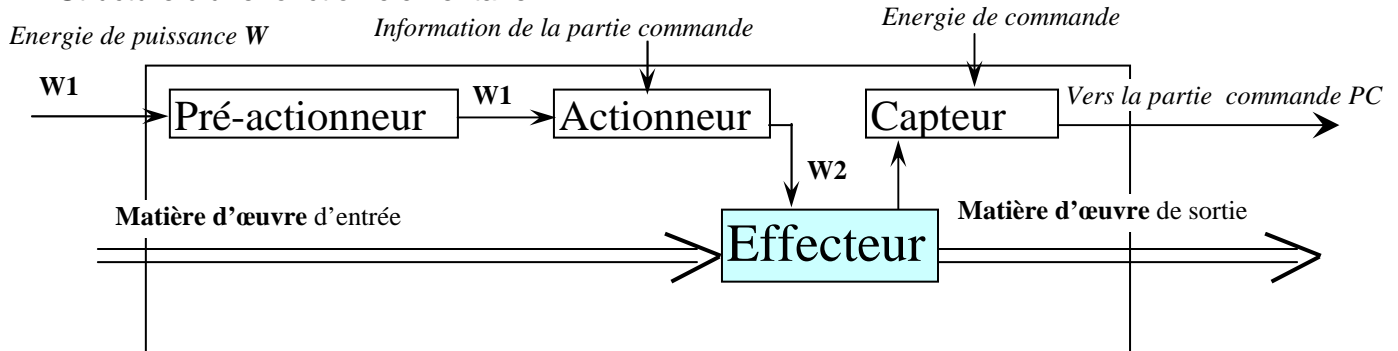 Energie de puissance W
Information de la partie commande
Energie de commande
W1
Pré-actionneur
W1
Actionneur
Capteur
Vers la partie commande PC
W2
Matière d'œuvre d'entrée
Effecteur
Matière d'œuvre de sortie